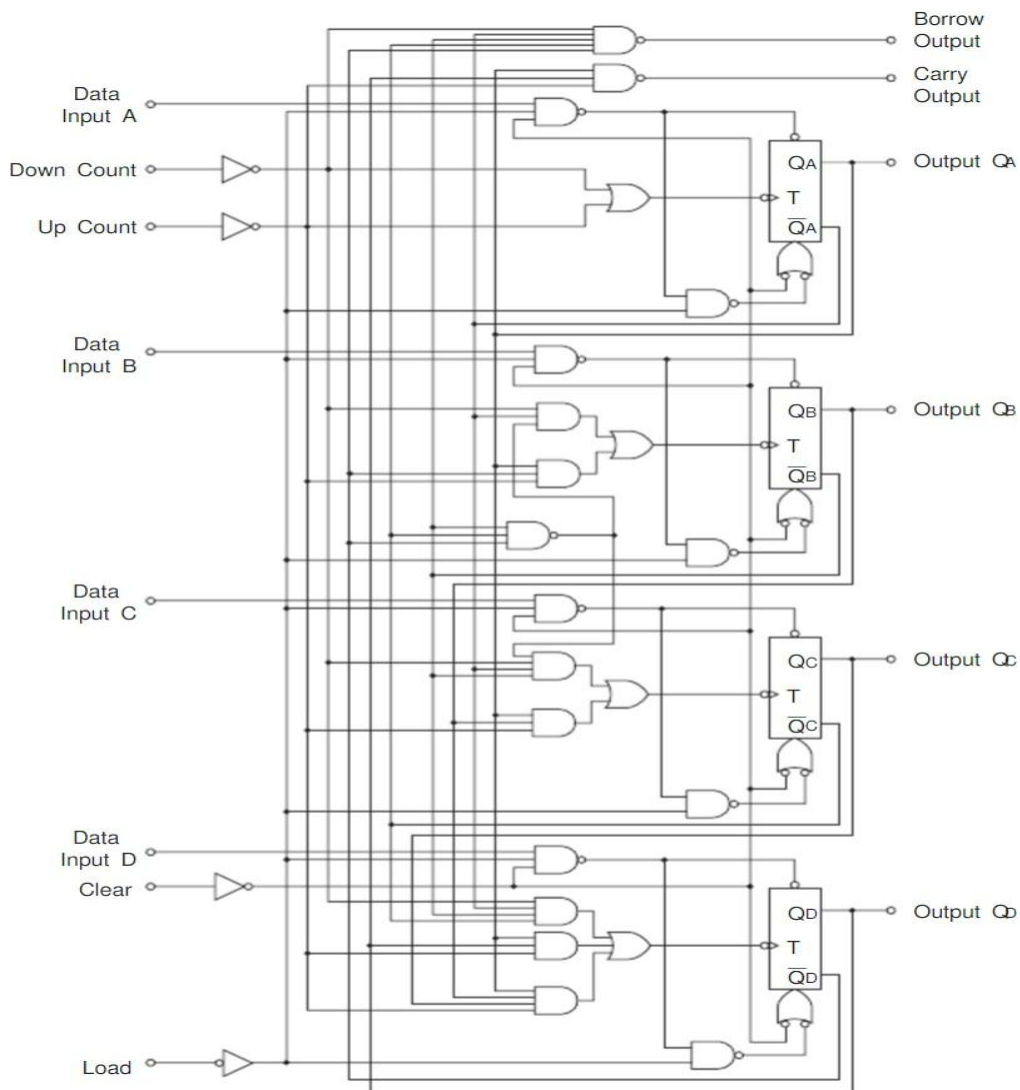 Borrow
Output
Carry
Output
Data
Input A
QA
Output QA
Down Count
T
Up Count
QA
Data
Input B
QB
Output QB
T
QB
Data
Input C
QC
Output QC
T
QC
Data
Input D
Clear
QD
Output QD
T
QD
Load